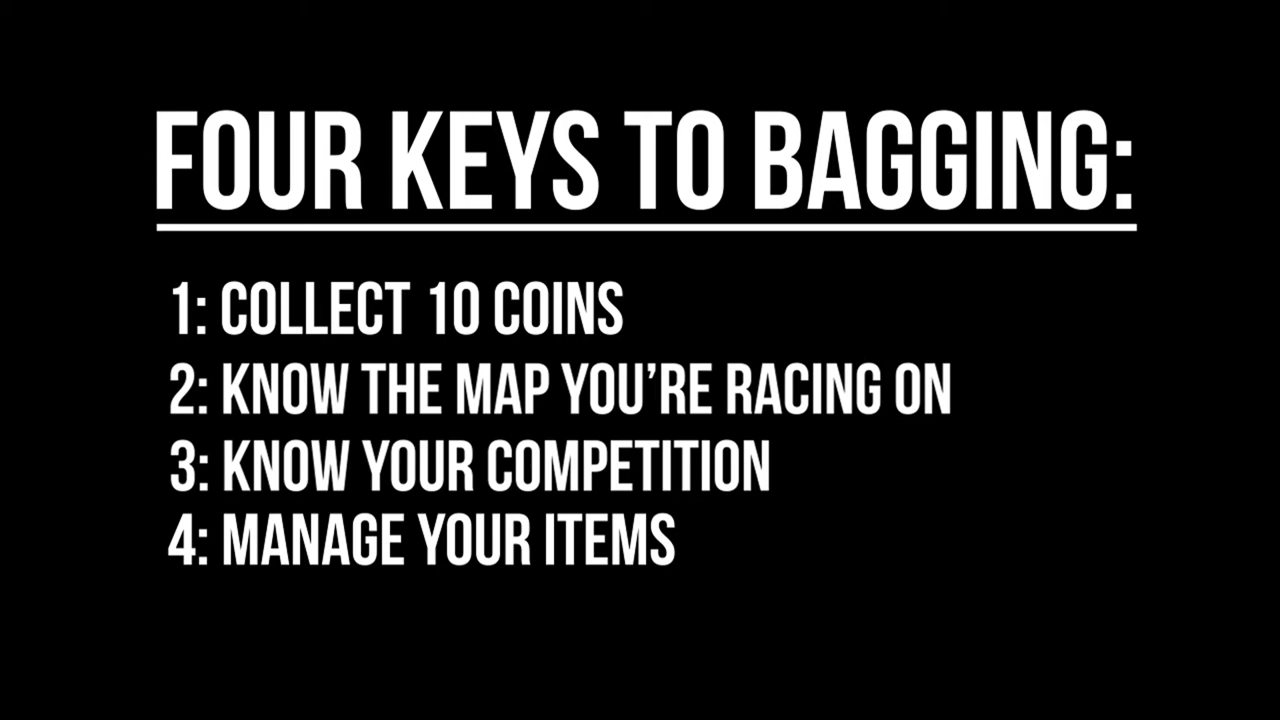 FOUR KEYS TO BAGGING:
1: COLLECT 10 COINS
2: KNOW THE MAP YOU’RE RACING ON
3: KNOW YOUR COMPETITION
4: MANAGE YOUR ITEMS